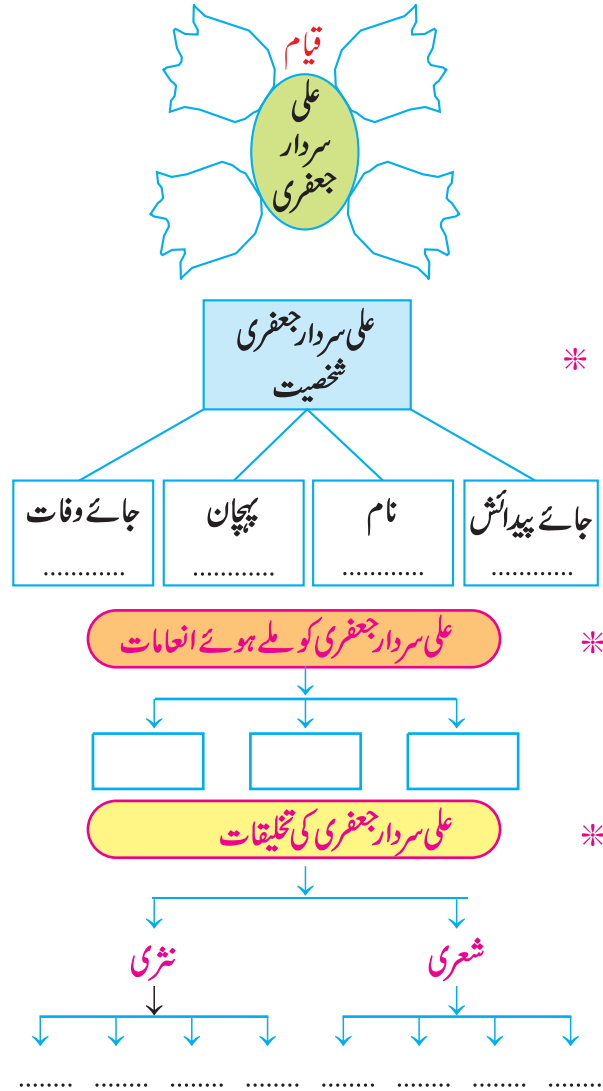 قیام
علی
سردار
جعفری
علی سردار جعفری
شخصیت
جائے پیدائش
نام
پہچان
جائے وفات
............
............
............
............
علی سردار جعفری کو ملے ہوئے انعامات
علی سردار جعفری کی تخلیقات
شعری
نثری
........
........
........
........
........
........
........
........